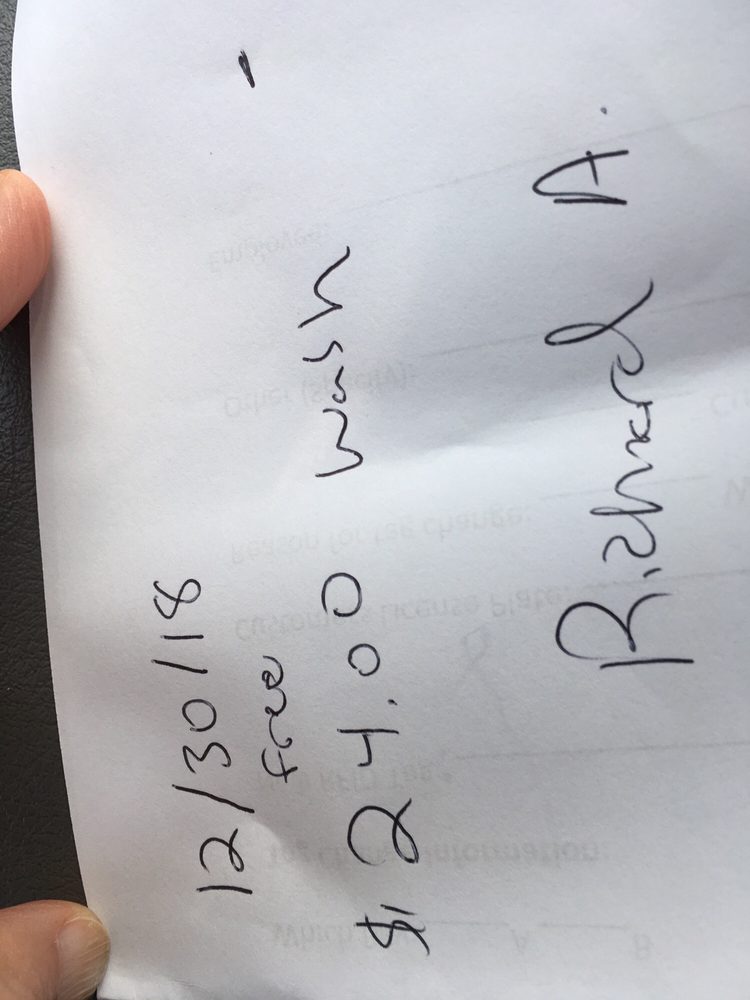 12/30/18
free
$24.00 wash
Richard A.